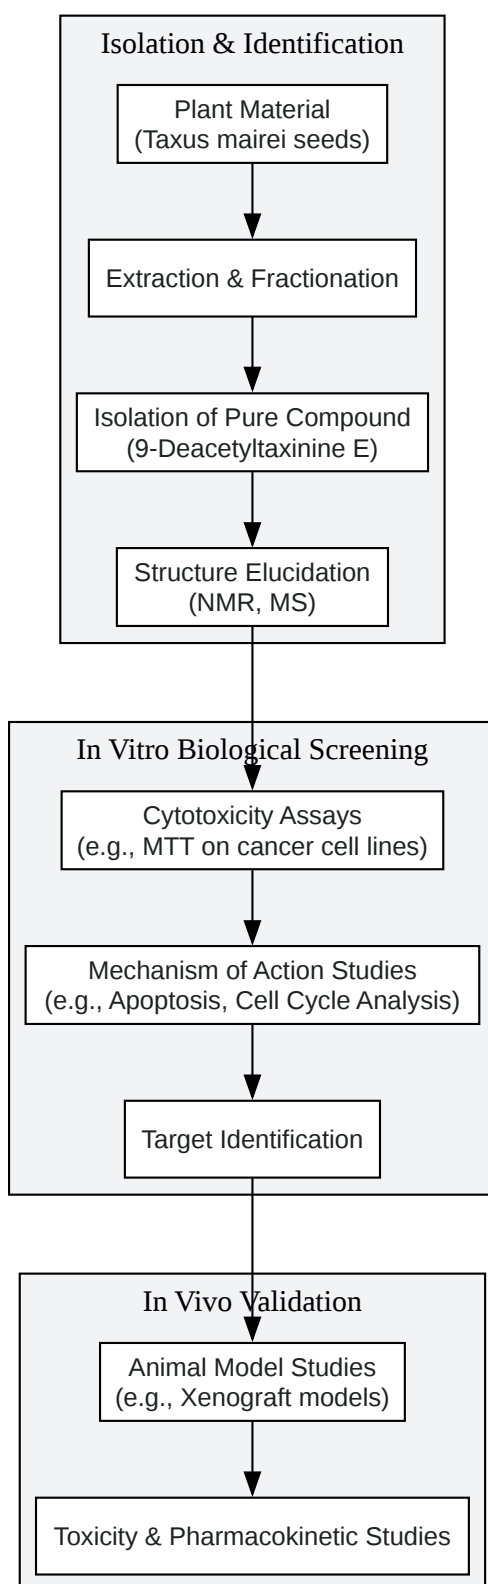 Isolation & Identification
Plant Material
(Taxus mairei seeds)
Extraction & Fractionation
Isolation of Pure Compound
(9-Deacetyltaxinine E)
Structure Elucidation
(NMR, MS)
In Vitro Biological Screening
Cytotoxicity Assays
(e.g., MTT on cancer cell lines)
Mechanism of Action Studies
(e.g., Apoptosis, Cell Cycle Analysis)
Target Identification
In Vivo Validation
Animal Model Studies
(e.g., Xenograft models)
Toxicity & Pharmacokinetic Studies